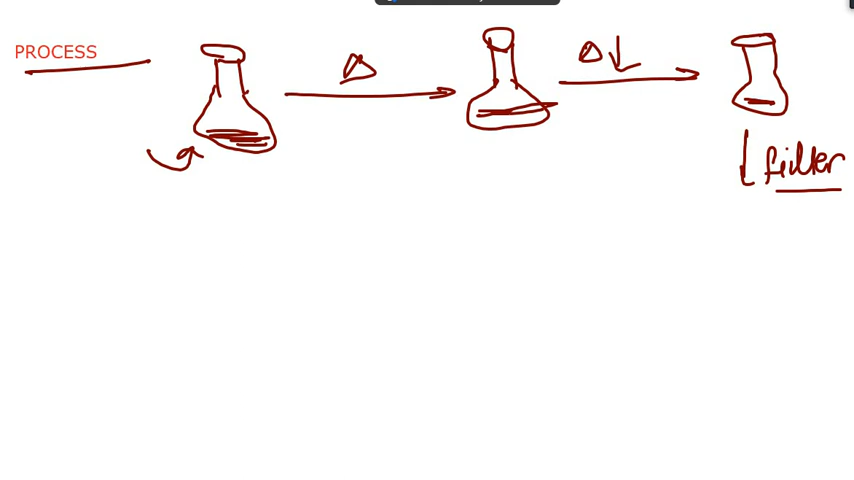 PROCESS
Δ
Δ↓
↓ filter